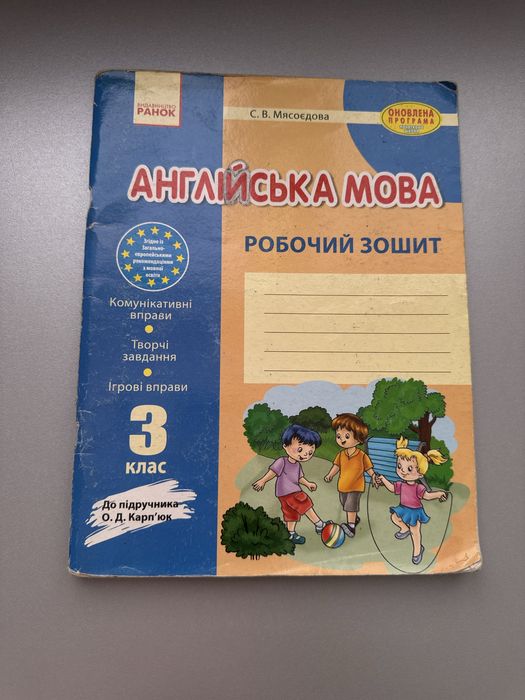 ВИДАВНИЦТВО
РАНОК
С. В. Мясоєдова
ОНОВЛЕНА
ПРОГРАМА
АНГЛІЙСЬКА МОВА
РОБОЧИЙ ЗОШИТ
Згідно із
Загально-
європейськими
рекомендаціями
з мовної
освіти
Комунікативні
вправи
Творчі
завдання
Ігрові вправи
3
клас
До підручника
О. Д. Карп'юк